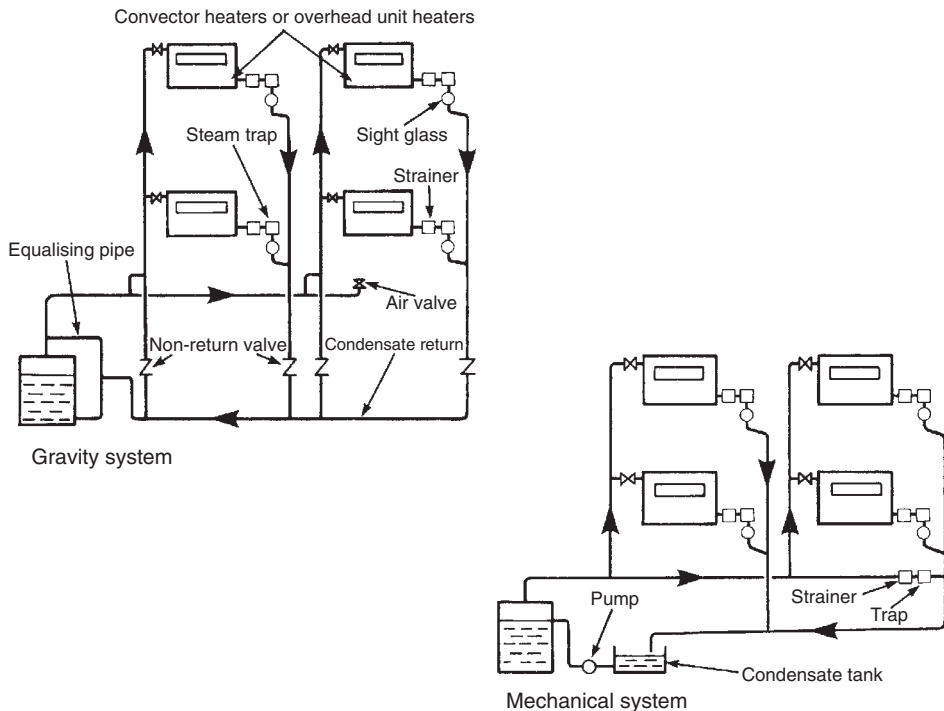 Convector heaters or overhead unit heaters
Steam trap
Sight glass
Strainer
Equalising pipe
Air valve
Non-return valve
Condensate return
Gravity system
Pump
Strainer
Trap
Condensate tank
Mechanical system